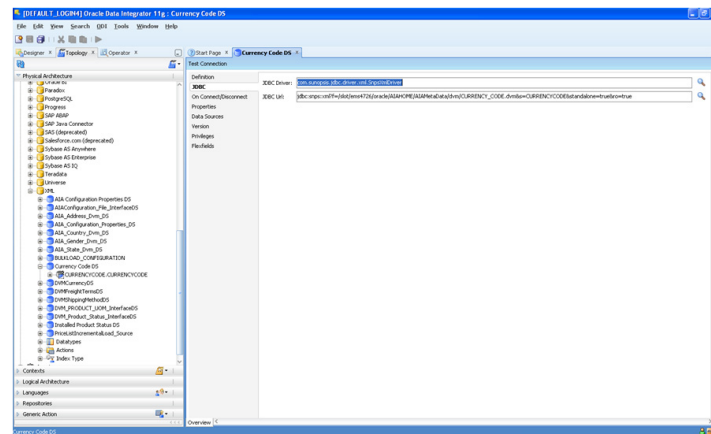 [DEFAULT_LOGIN4] Oracle Data Integrator 11g : Currency Code DS
File Edit View Search ODI Tools Window Help
Designer Topology Operator
Start Page Currency Code DS
Test Connection
Physical Architecture
Oracle BI
Paradox
PostgreSQL
Progress
SAP ABAP
SAP Java Connector
SAS (deprecated)
Salesforce.com (deprecated)
Sybase AS Anywhere
Sybase AS Enterprise
Sybase AS IQ
Teradata
Universe
XML
AIA Configuration Properties DS
AIAConfiguration_File_InterfaceDS
AIA_Address_Dvm_DS
AIA_Configuration_Properties_DS
AIA_Country_Dvm_DS
AIA_Gender_Dvm_DS
AIA_State_Dvm_DS
BULKLOAD_CONFIGURATION
Currency Code DS
CURRENCYCODE.CURRENCYCODE
DVMCurrencyDS
DVMFreightTermsDS
DVMShippingMethodDS
DVM_PRODUCT_UOM_InterfaceDS
DVM_Product_Status_InterfaceDS
Installed Product Status DS
PriceListIncrementalLoad_Source
Datatypes
Actions
Index Type
Contexts
Logical Architecture
Languages
Repositories
Generic Action
Definition
JDBC
On Connect/Disconnect
Properties
Data Sources
Version
Privileges
Flexfields
JDBC Driver: com.sunopsis.jdbc.driver.xml.SnpsXmlDriver
JDBC Url: jdbc:snps:xml?f=/slot/ems4726/oracle/AIAHOME/AIAMetaData/dvm/CURRENCY_CODE.dvm&s=CURRENCYCODE&standalone=true&ro=true
Overview
Currency Code DS